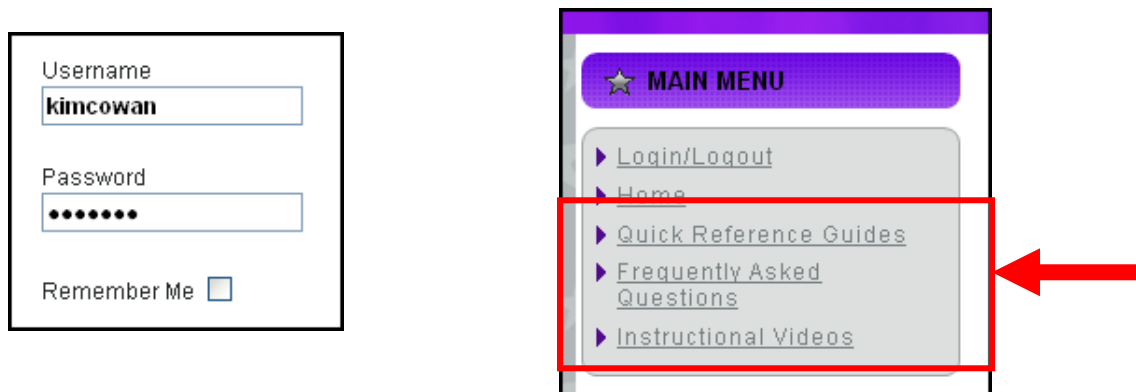 Username
kimcowan
Password
•••••••
Remember Me
MAIN MENU
Login/Logout
Home
Quick Reference Guides
Frequently Asked
Questions
Instructional Videos